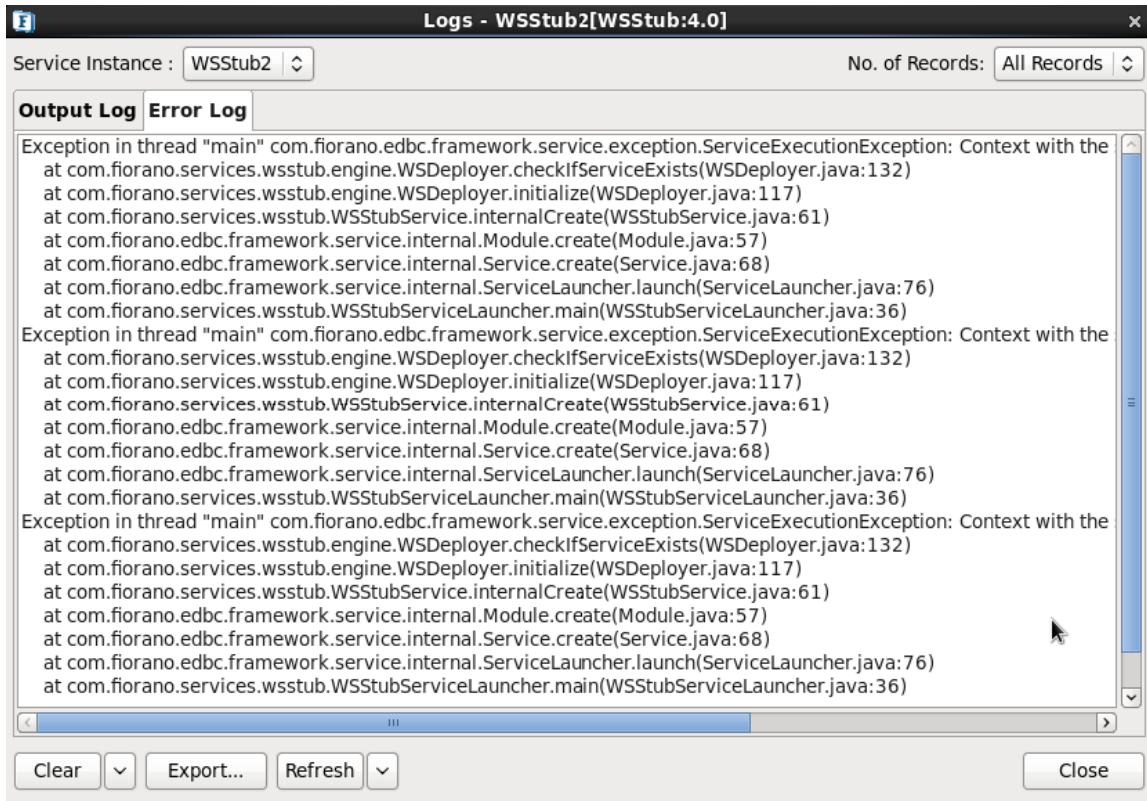 Logs - WSStub2[WSStub:4.0]
Service Instance : WSStub2 No. of Records: All Records
Output Log Error Log
Exception in thread "main" com.fiorano.edbc.framework.service.exception.ServiceExecutionException: Context with the
at com.fiorano.services.wsstub.engine.WSDeployer.checkIfServiceExists(WSDeployer.java:132)
at com.fiorano.services.wsstub.engine.WSDeployer.initialize(WSDeployer.java:117)
at com.fiorano.services.wsstub.WSStubService.internalCreate(WSStubService.java:61)
at com.fiorano.edbc.framework.service.internal.Module.create(Module.java:57)
at com.fiorano.edbc.framework.service.internal.Service.create(Service.java:68)
at com.fiorano.edbc.framework.service.internal.ServiceLauncher.launch(ServiceLauncher.java:76)
at com.fiorano.services.wsstub.WSStubServiceLauncher.main(WSStubServiceLauncher.java:36)
Exception in thread "main" com.fiorano.edbc.framework.service.exception.ServiceExecutionException: Context with the
at com.fiorano.services.wsstub.engine.WSDeployer.checkIfServiceExists(WSDeployer.java:132)
at com.fiorano.services.wsstub.engine.WSDeployer.initialize(WSDeployer.java:117)
at com.fiorano.services.wsstub.WSStubService.internalCreate(WSStubService.java:61)
at com.fiorano.edbc.framework.service.internal.Module.create(Module.java:57)
at com.fiorano.edbc.framework.service.internal.Service.create(Service.java:68)
at com.fiorano.edbc.framework.service.internal.ServiceLauncher.launch(ServiceLauncher.java:76)
at com.fiorano.services.wsstub.WSStubServiceLauncher.main(WSStubServiceLauncher.java:36)
Exception in thread "main" com.fiorano.edbc.framework.service.exception.ServiceExecutionException: Context with the
at com.fiorano.services.wsstub.engine.WSDeployer.checkIfServiceExists(WSDeployer.java:132)
at com.fiorano.services.wsstub.engine.WSDeployer.initialize(WSDeployer.java:117)
at com.fiorano.services.wsstub.WSStubService.internalCreate(WSStubService.java:61)
at com.fiorano.edbc.framework.service.internal.Module.create(Module.java:57)
at com.fiorano.edbc.framework.service.internal.Service.create(Service.java:68)
at com.fiorano.edbc.framework.service.internal.ServiceLauncher.launch(ServiceLauncher.java:76)
at com.fiorano.services.wsstub.WSStubServiceLauncher.main(WSStubServiceLauncher.java:36)
Clear Export... Refresh Close